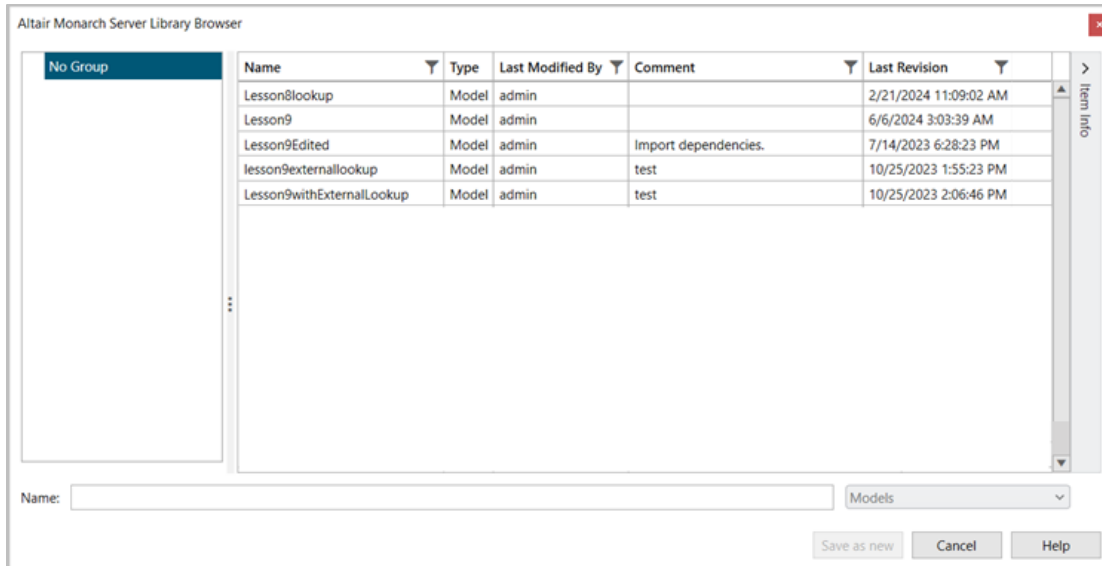 Altair Monarch Server Library Browser
No Group
Name Type Last Modified By Comment Last Revision
Lesson8lookup Model admin 2/21/2024 11:09:02 AM
Lesson9 Model admin 6/6/2024 3:03:39 AM
Lesson9Edited Model admin Import dependencies. 7/14/2023 6:28:23 PM
lesson9externallookup Model admin test 10/25/2023 1:55:23 PM
Lesson9withExternalLookup Model admin test 10/25/2023 2:06:46 PM
Item Info
Name: Models
Save as new Cancel Help